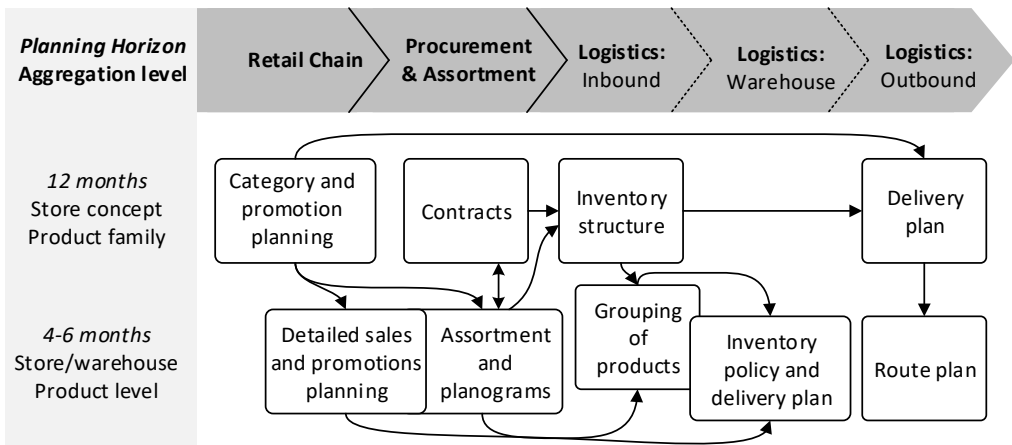 Planning Horizon
Aggregation level
Retail Chain
Procurement
& Assortment
Logistics:
Inbound
Logistics:
Warehouse
Logistics:
Outbound
12 months
Store concept
Product family
Category and
promotion
planning
Contracts
Inventory
structure
Delivery
plan
4-6 months
Store/warehouse
Product level
Detailed sales
and promotions
planning
Assortment
and
planograms
Grouping
of
products
Inventory
policy and
delivery plan
Route plan